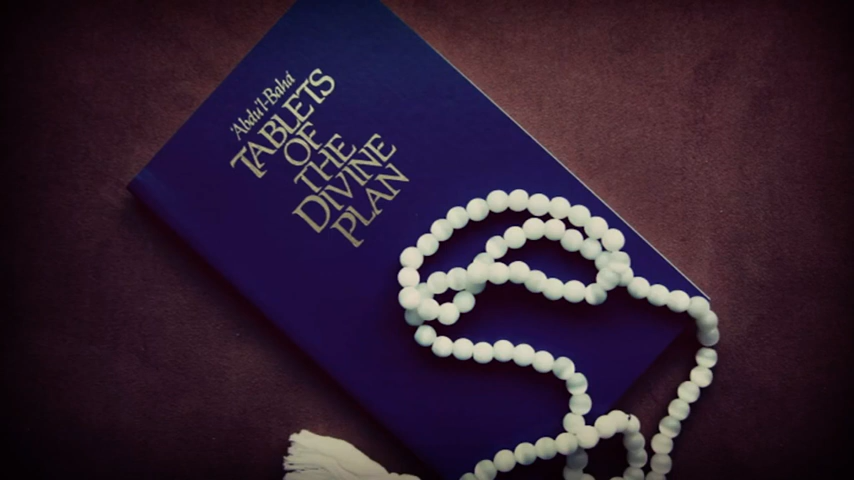 'Abdu'l-Bahá
TABLETS
OF
THE
DIVINE
PLAN